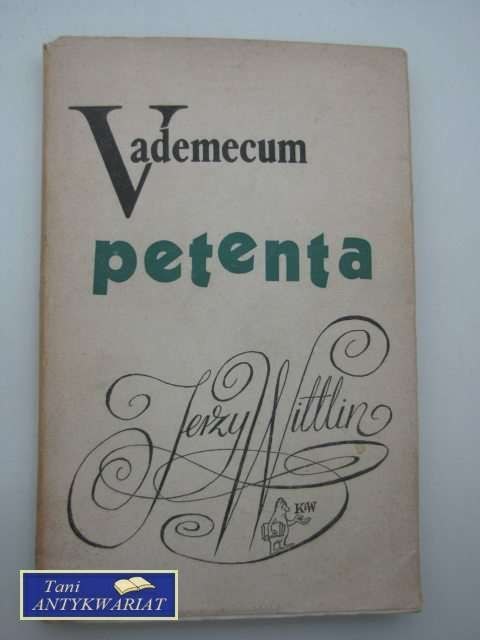 Vademecum
petenta
Jerzy Wittlin
KiW
Tani
ANTYKWARIAT